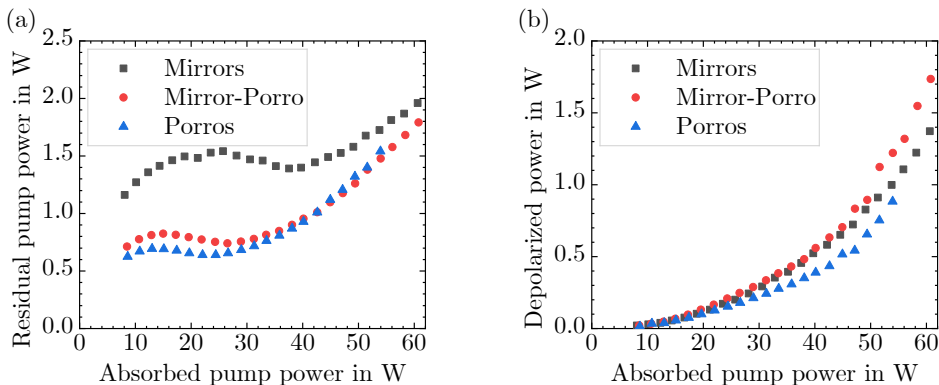 (a)
Residual pump power in W
2.5
2.0
1.5
1.0
0.5
0.0
Mirrors
Mirror-Porro
Porros
0 10 20 30 40 50 60
Absorbed pump power in W
(b)
Depolarized power in W
2.0
1.5
1.0
0.5
0.0
Mirrors
Mirror-Porro
Porros
0 10 20 30 40 50 60
Absorbed pump power in W